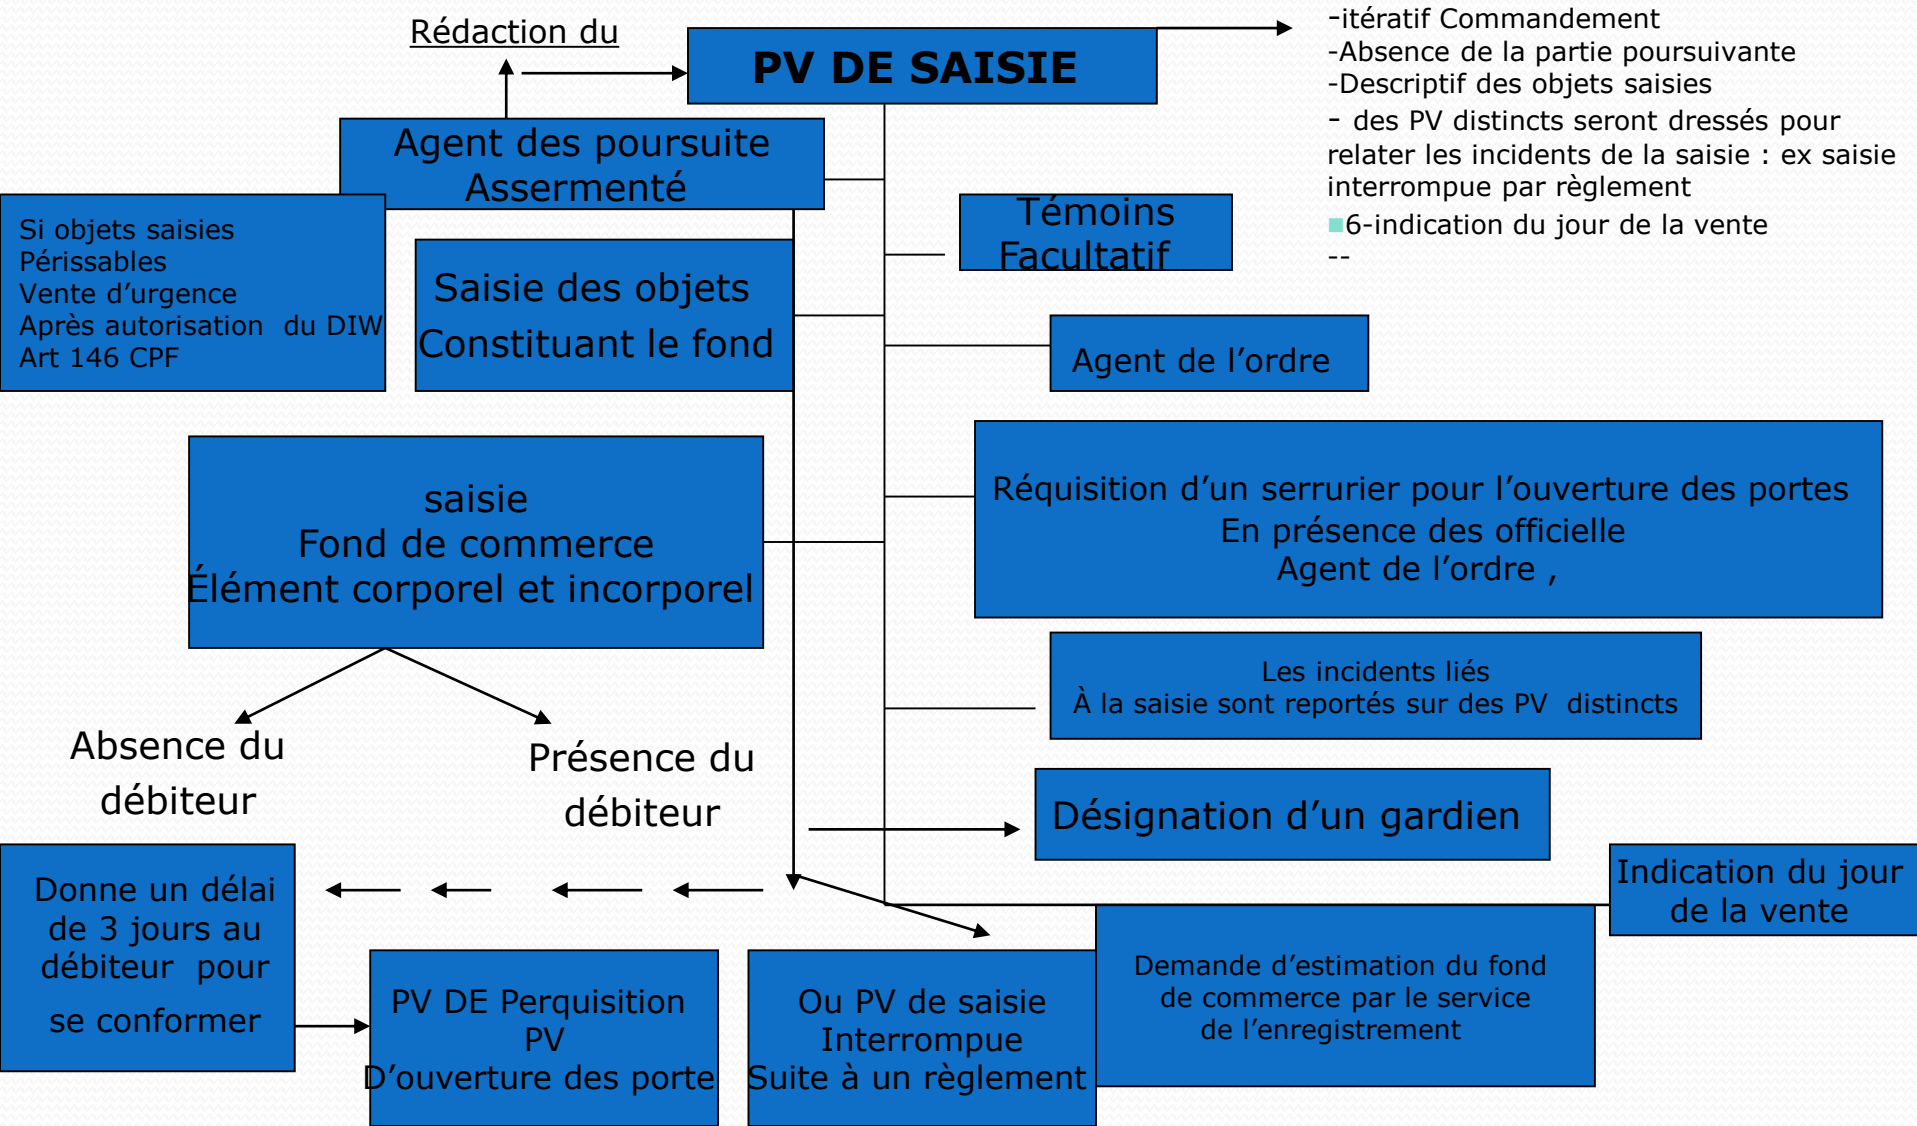 Rédaction du
PV DE SAISIE
-itératif Commandement
-Absence de la partie poursuivante
-Descriptif des objets saisies
- des PV distincts seront dressés pour
relater les incidents de la saisie : ex saisie
interrompue par règlement
6-indication du jour de la vente
--
Agent des poursuite
Assermenté
Si objets saisies
Périssables
Vente d’urgence
Après autorisation du DIW
Art 146 CPF
Saisie des objets
Constituant le fond
Témoins
Facultatif
Agent de l’ordre
saisie
Fond de commerce
Élément corporel et incorporel
Réquisition d’un serrurier pour l’ouverture des portes
En présence des officielle
Agent de l’ordre ,
Les incidents liés
À la saisie sont reportés sur des PV distincts
Absence du
débiteur
Présence du
débiteur
Désignation d’un gardien
Indication du jour
de la vente
Donne un délai
de 3 jours au
débiteur pour
se conformer
PV DE Perquisition
PV
D’ouverture des porte
Ou PV de saisie
Interrompue
Suite à un règlement
Demande d’estimation du fond
de commerce par le service
de l’enregistrement